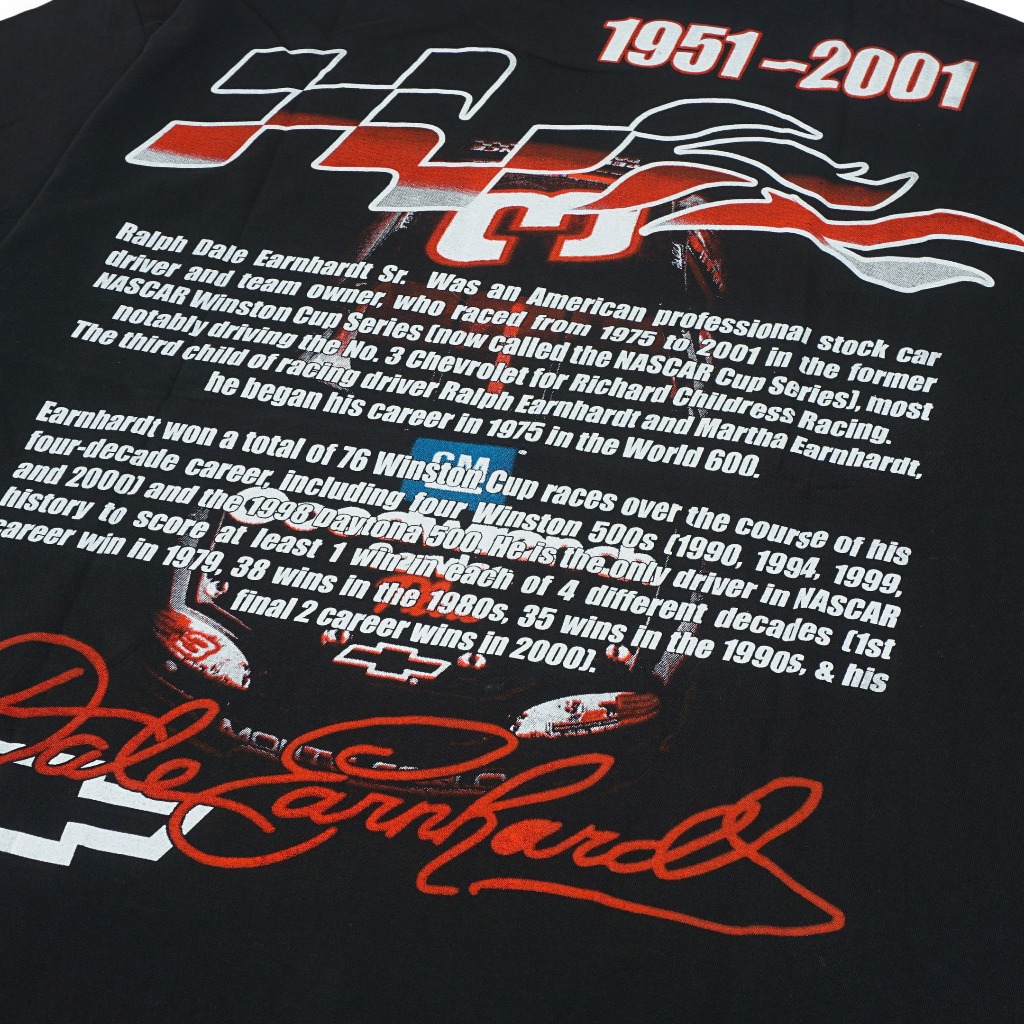 1951-2001
3
Ralph Dale Earnhardt Sr. Was an American professional stock car
driver and team owner, who raced from 1975 to 2001 in the former
NASCAR Winston Cup Series (now called the NASCAR Cup Series), most
notably driving the No. 3 Chevrolet for Richard Childress Racing.
The third child of racing driver Ralph Earnhardt and Martha Earnhardt,
he began his career in 1975 in the World 600.
GM
Earnhardt won a total of 76 Winston Cup races over the course of his
four-decade career, including four Winston 500s (1990, 1994, 1999,
and 2000) and the 1998 Daytona 500. He is the only driver in NASCAR
history to score at least 1 win in each of 4 different decades (1st
career win in 1979, 38 wins in the 1980s, 35 wins in the 1990s, & his
final 2 career wins in 2000).
3
MONTE CARLO
Dale Earnhardt